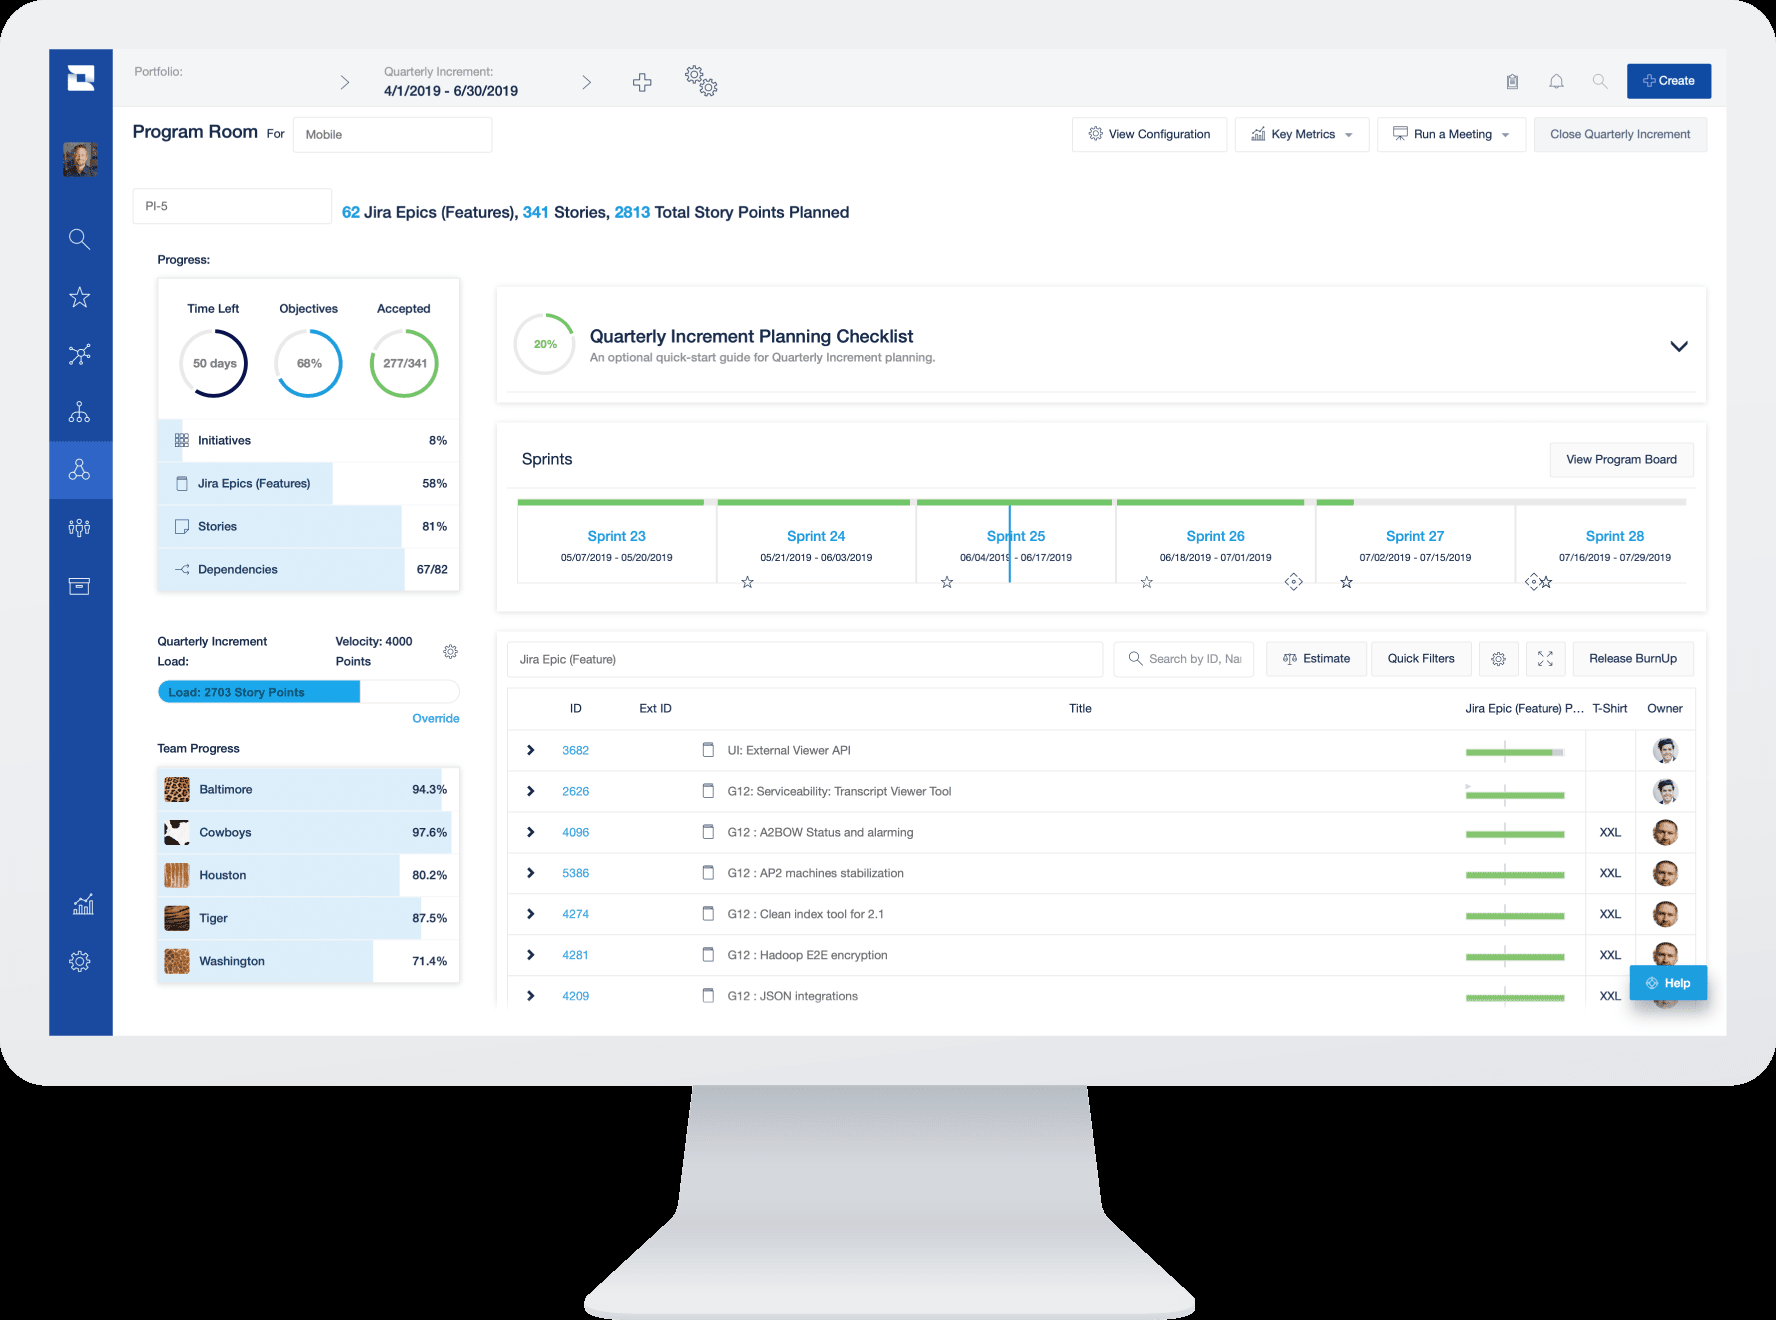 Portfolio:
Quarterly Increment:
4/1/2019 - 6/30/2019
Create
Program Room For Mobile
View Configuration
Key Metrics
Run a Meeting
Close Quarterly Increment
PI-5
62 Jira Epics (Features), 341 Stories, 2813 Total Story Points Planned
Progress:
Time Left Objectives Accepted
50 days 68% 277/341
Initiatives 8%
Jira Epics (Features) 58%
Stories 81%
Dependencies 67/82
Quarterly Increment
Load:
Velocity: 4000
Points
Load: 2703 Story Points
Override
Team Progress
Baltimore 94.3%
Cowboys 97.6%
Houston 80.2%
Tiger 87.5%
Washington 71.4%
20%
Quarterly Increment Planning Checklist
An optional quick-start guide for Quarterly Increment planning.
Sprints
View Program Board
Sprint 23 Sprint 24 Sprint 25 Sprint 26 Sprint 27 Sprint 28
05/07/2019 - 05/20/2019 05/21/2019 - 06/03/2019 06/04/2019 - 06/17/2019 06/18/2019 - 07/01/2019 07/02/2019 - 07/15/2019 07/16/2019 - 07/29/2019
Jira Epic (Feature) Search by ID, Na Estimate Quick Filters Release BurnUp
ID Ext ID Title Jira Epic (Feature) P... T-Shirt Owner
3682 UI: External Viewer API
2626 G12: Serviceability: Transcript Viewer Tool
4096 G12 : A2BOW Status and alarming XXL
5386 G12 : AP2 machines stabilization XXL
4274 G12 : Clean index tool for 2.1 XXL
4281 G12 : Hadoop E2E encryption XXL
4209 G12 : JSON integrations XXL
Help